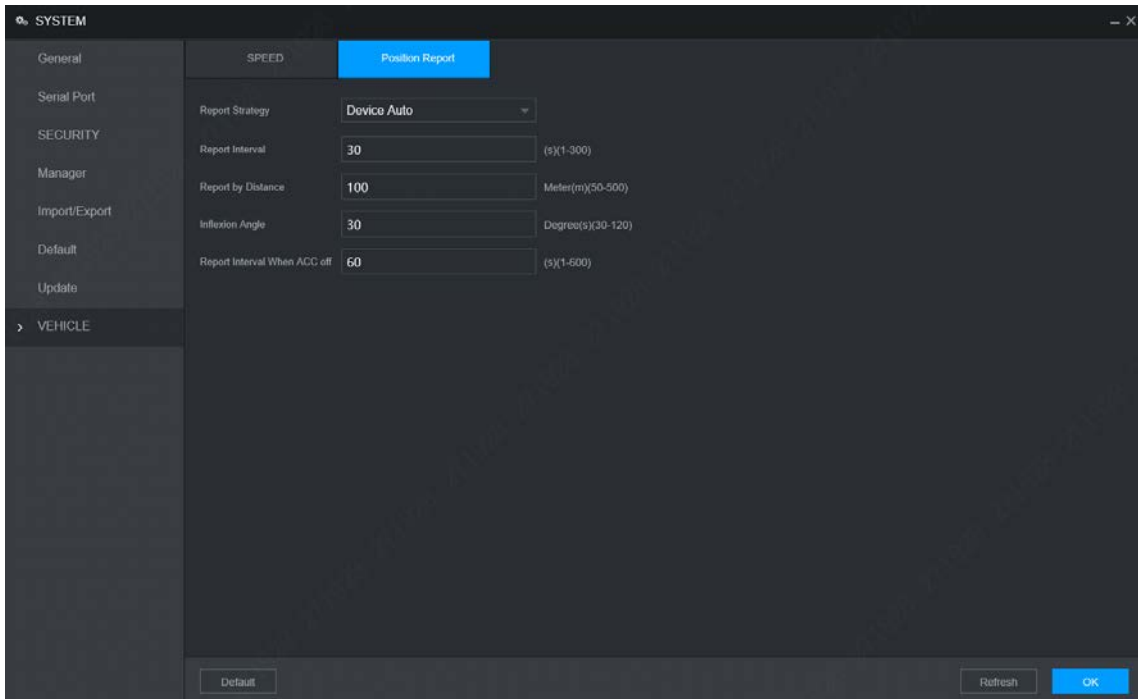 SYSTEM
General
Serial Port
SECURITY
Manager
Import/Export
Default
Update
VEHICLE
SPEED Position Report
Report Strategy Device Auto
Report Interval 30 (s)(1-300)
Report by Distance 100 Meter(m)(50-500)
Inflexion Angle 30 Degree(s)(30-120)
Report Interval When ACC off 60 (s)(1-600)
Default Refresh OK